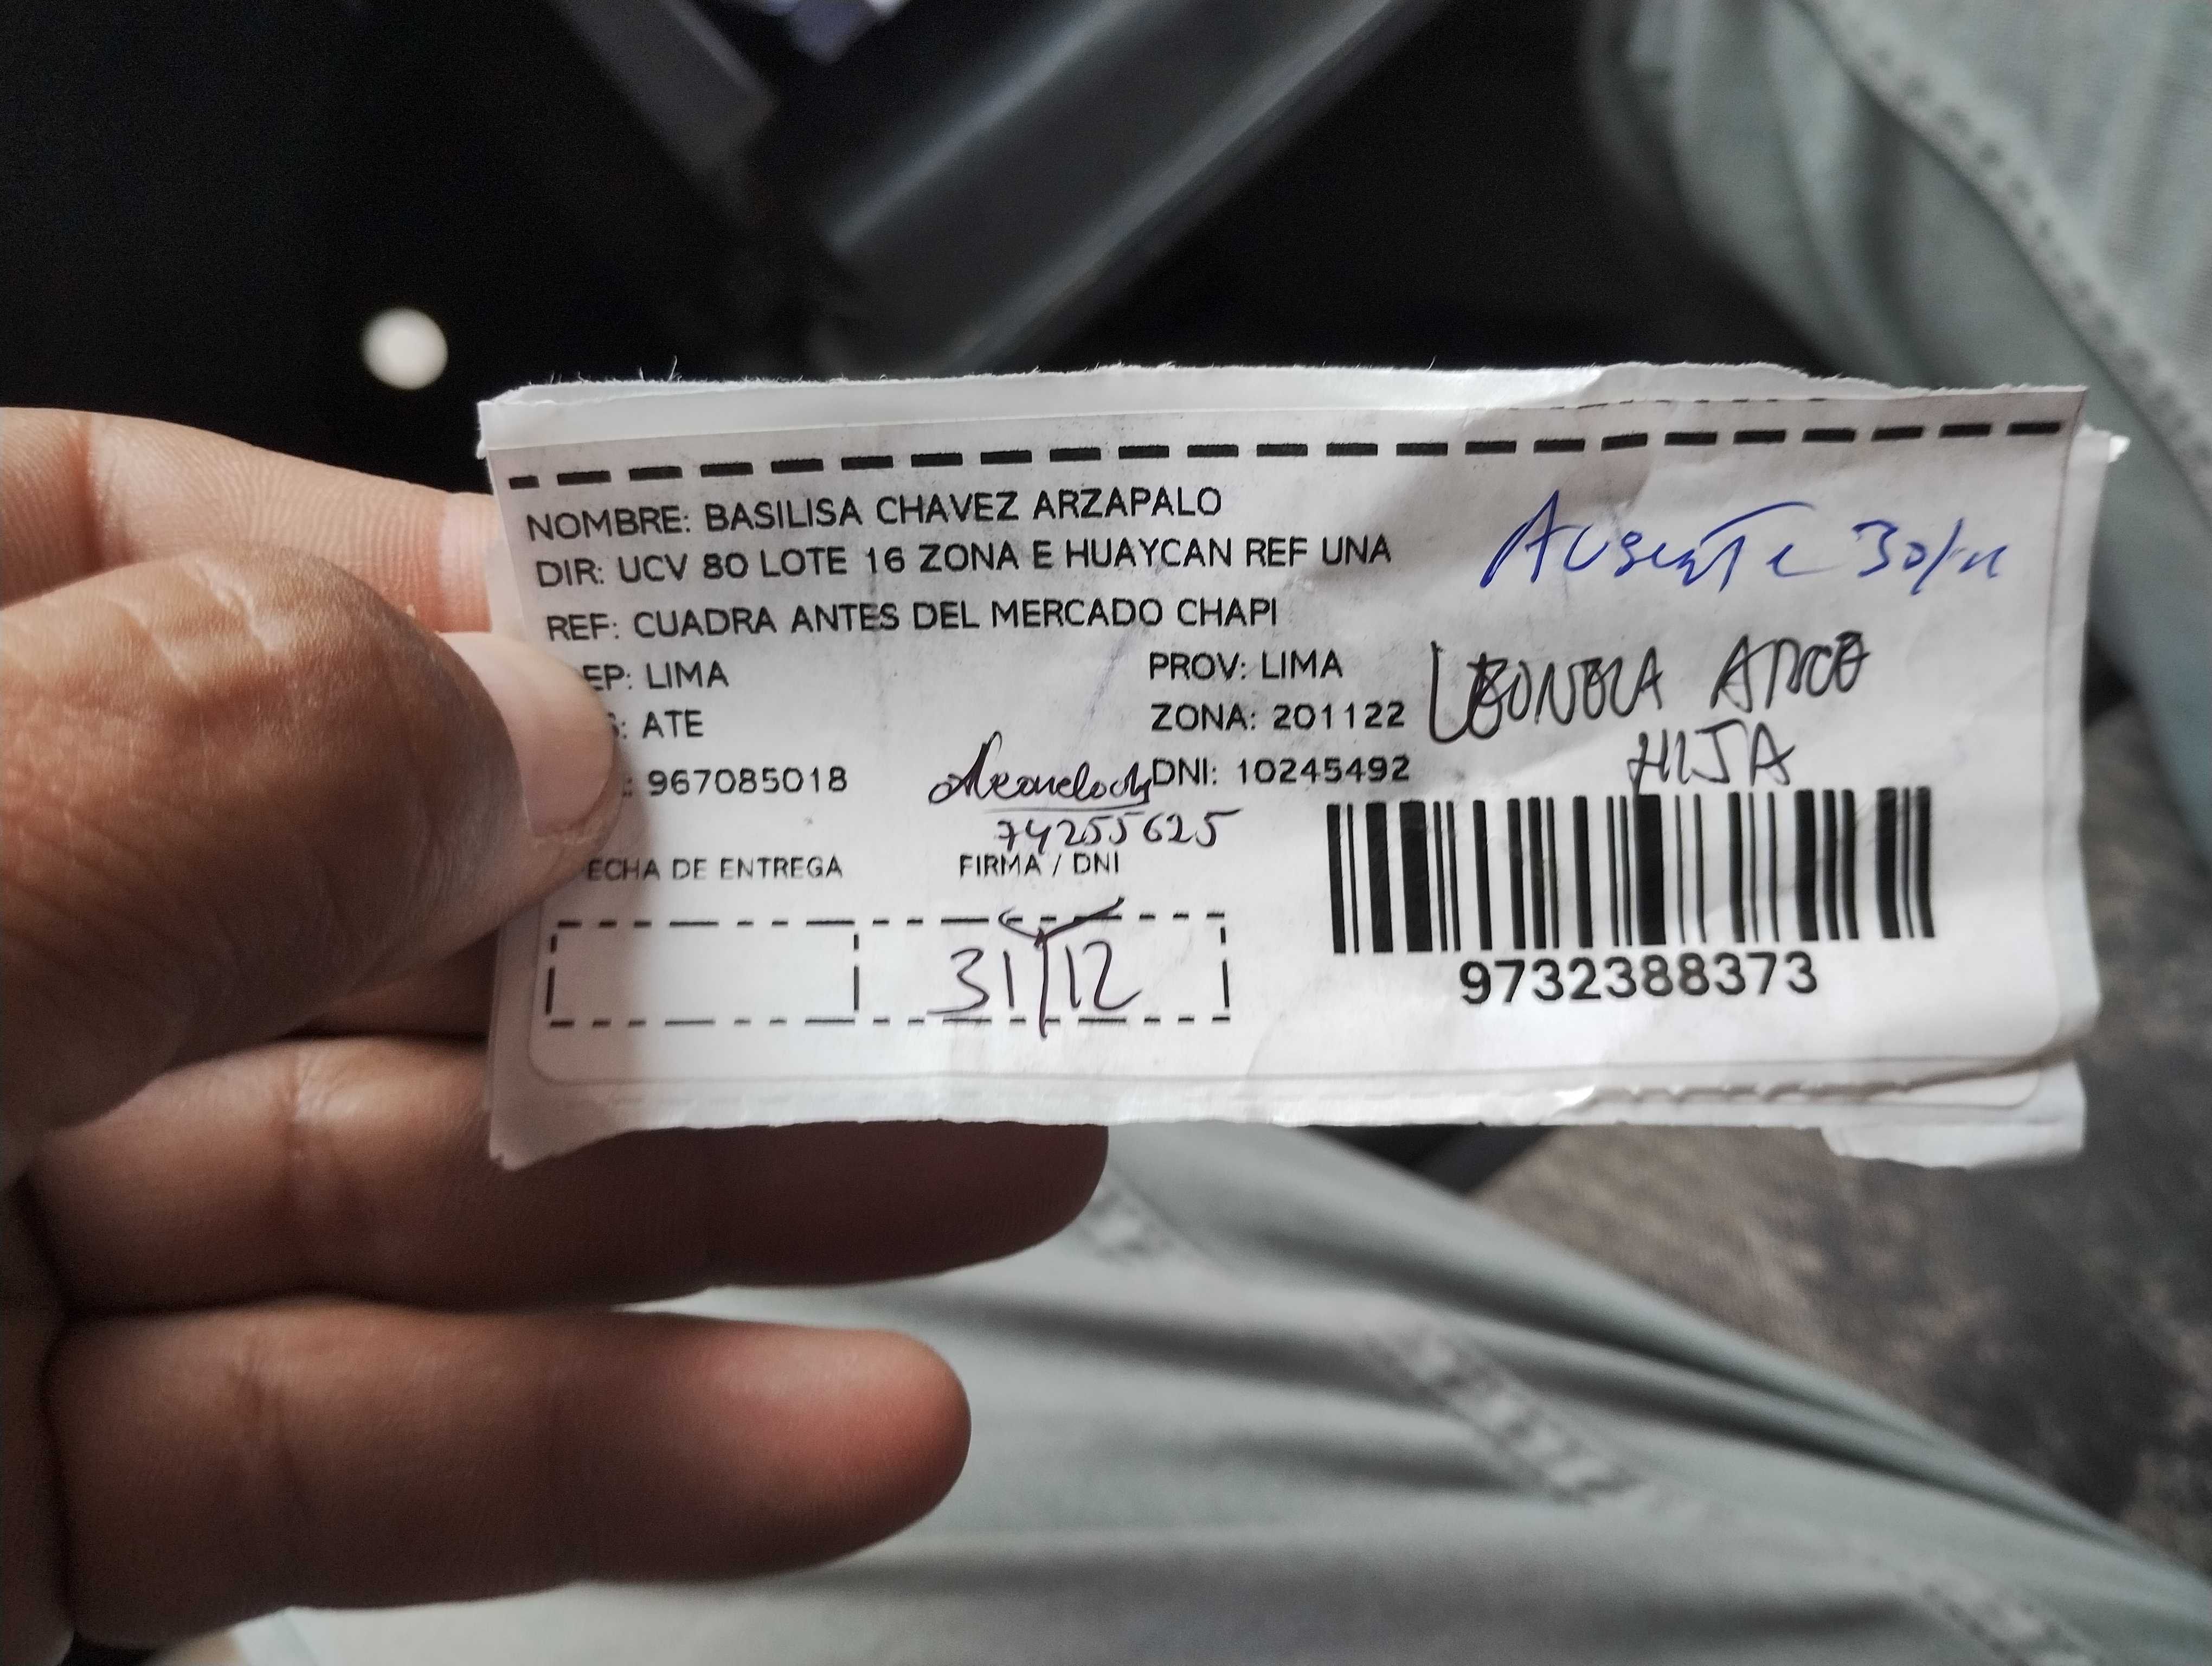 NOMBRE: BASILISA CHAVEZ ARZAPALO
DIR: UCV 80 LOTE 16 ZONA E HUAYCAN REF UNA
Ausente 30/
REF: CUADRA ANTES DEL MERCADO CHAPI
EP: LIMA
PROV: LIMA
S: ATE
ZONA: 201122
HIJA
: 967085018
DNI: 10245492
74255625
ECHA DE ENTREGA
FIRMA / DNI
31/12
9732388373